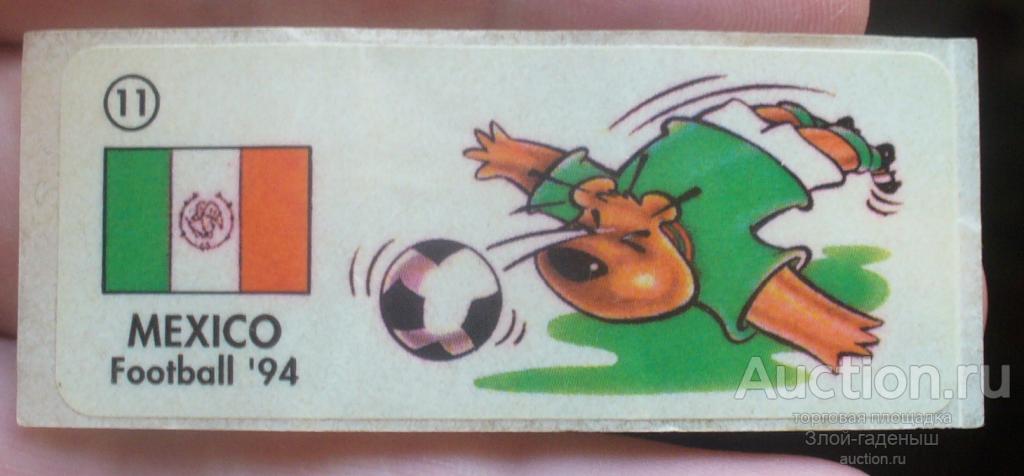 11
MEXICO
Football '94
Auction.ru
торговая площадка
Злой-гаденыш
auction.ru